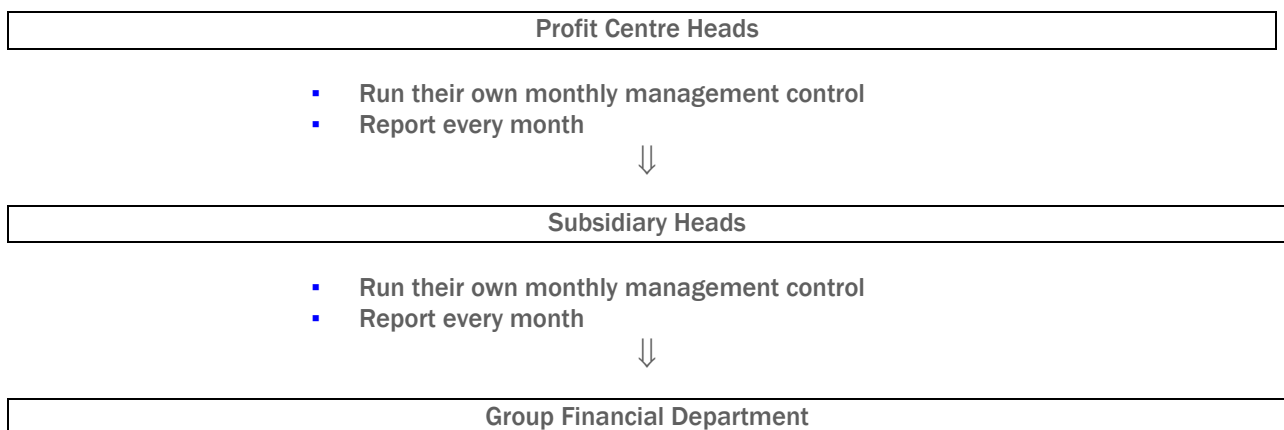 Profit Centre Heads
▪ Run their own monthly management control
▪ Report every month
⇓
Subsidiary Heads
▪ Run their own monthly management control
▪ Report every month
⇓
Group Financial Department